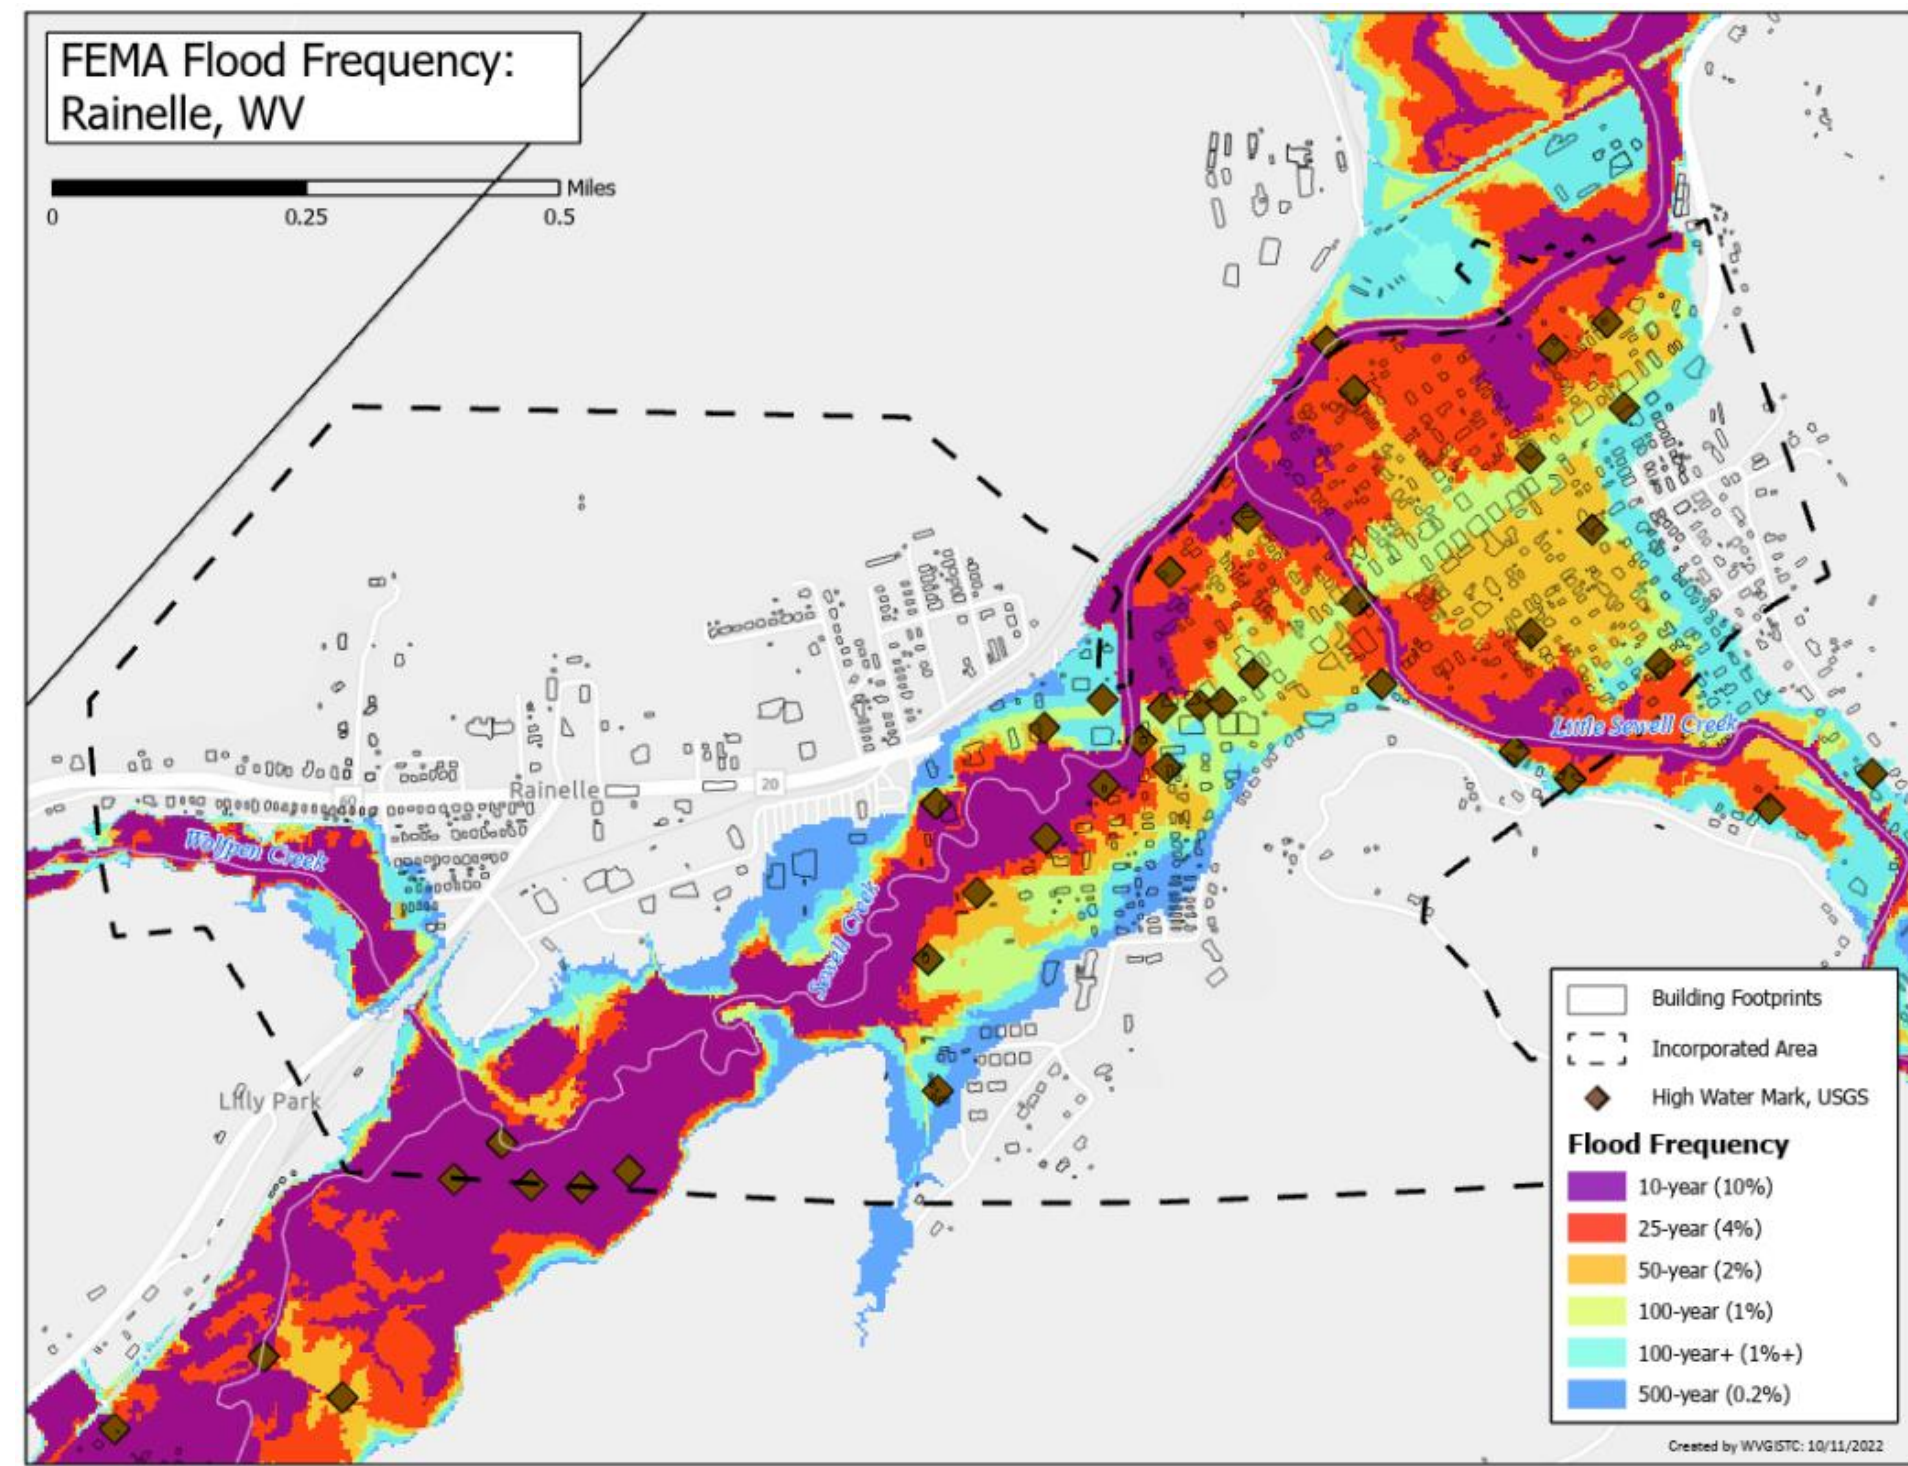 FEMA Flood Frequency:
Rainelle, WV
Miles
0
0.25
0.5
Little Sewell Creek
Rainelle
20
60
Wolfpen Creek
Sewell Creek
Lilly Park
Building Footprints
Incorporated Area
High Water Mark, USGS
Flood Frequency
10-year (10%)
25-year (4%)
50-year (2%)
100-year (1%)
100-year+ (1%+)
500-year (0.2%)
Created by WVGISTC: 10/11/2022